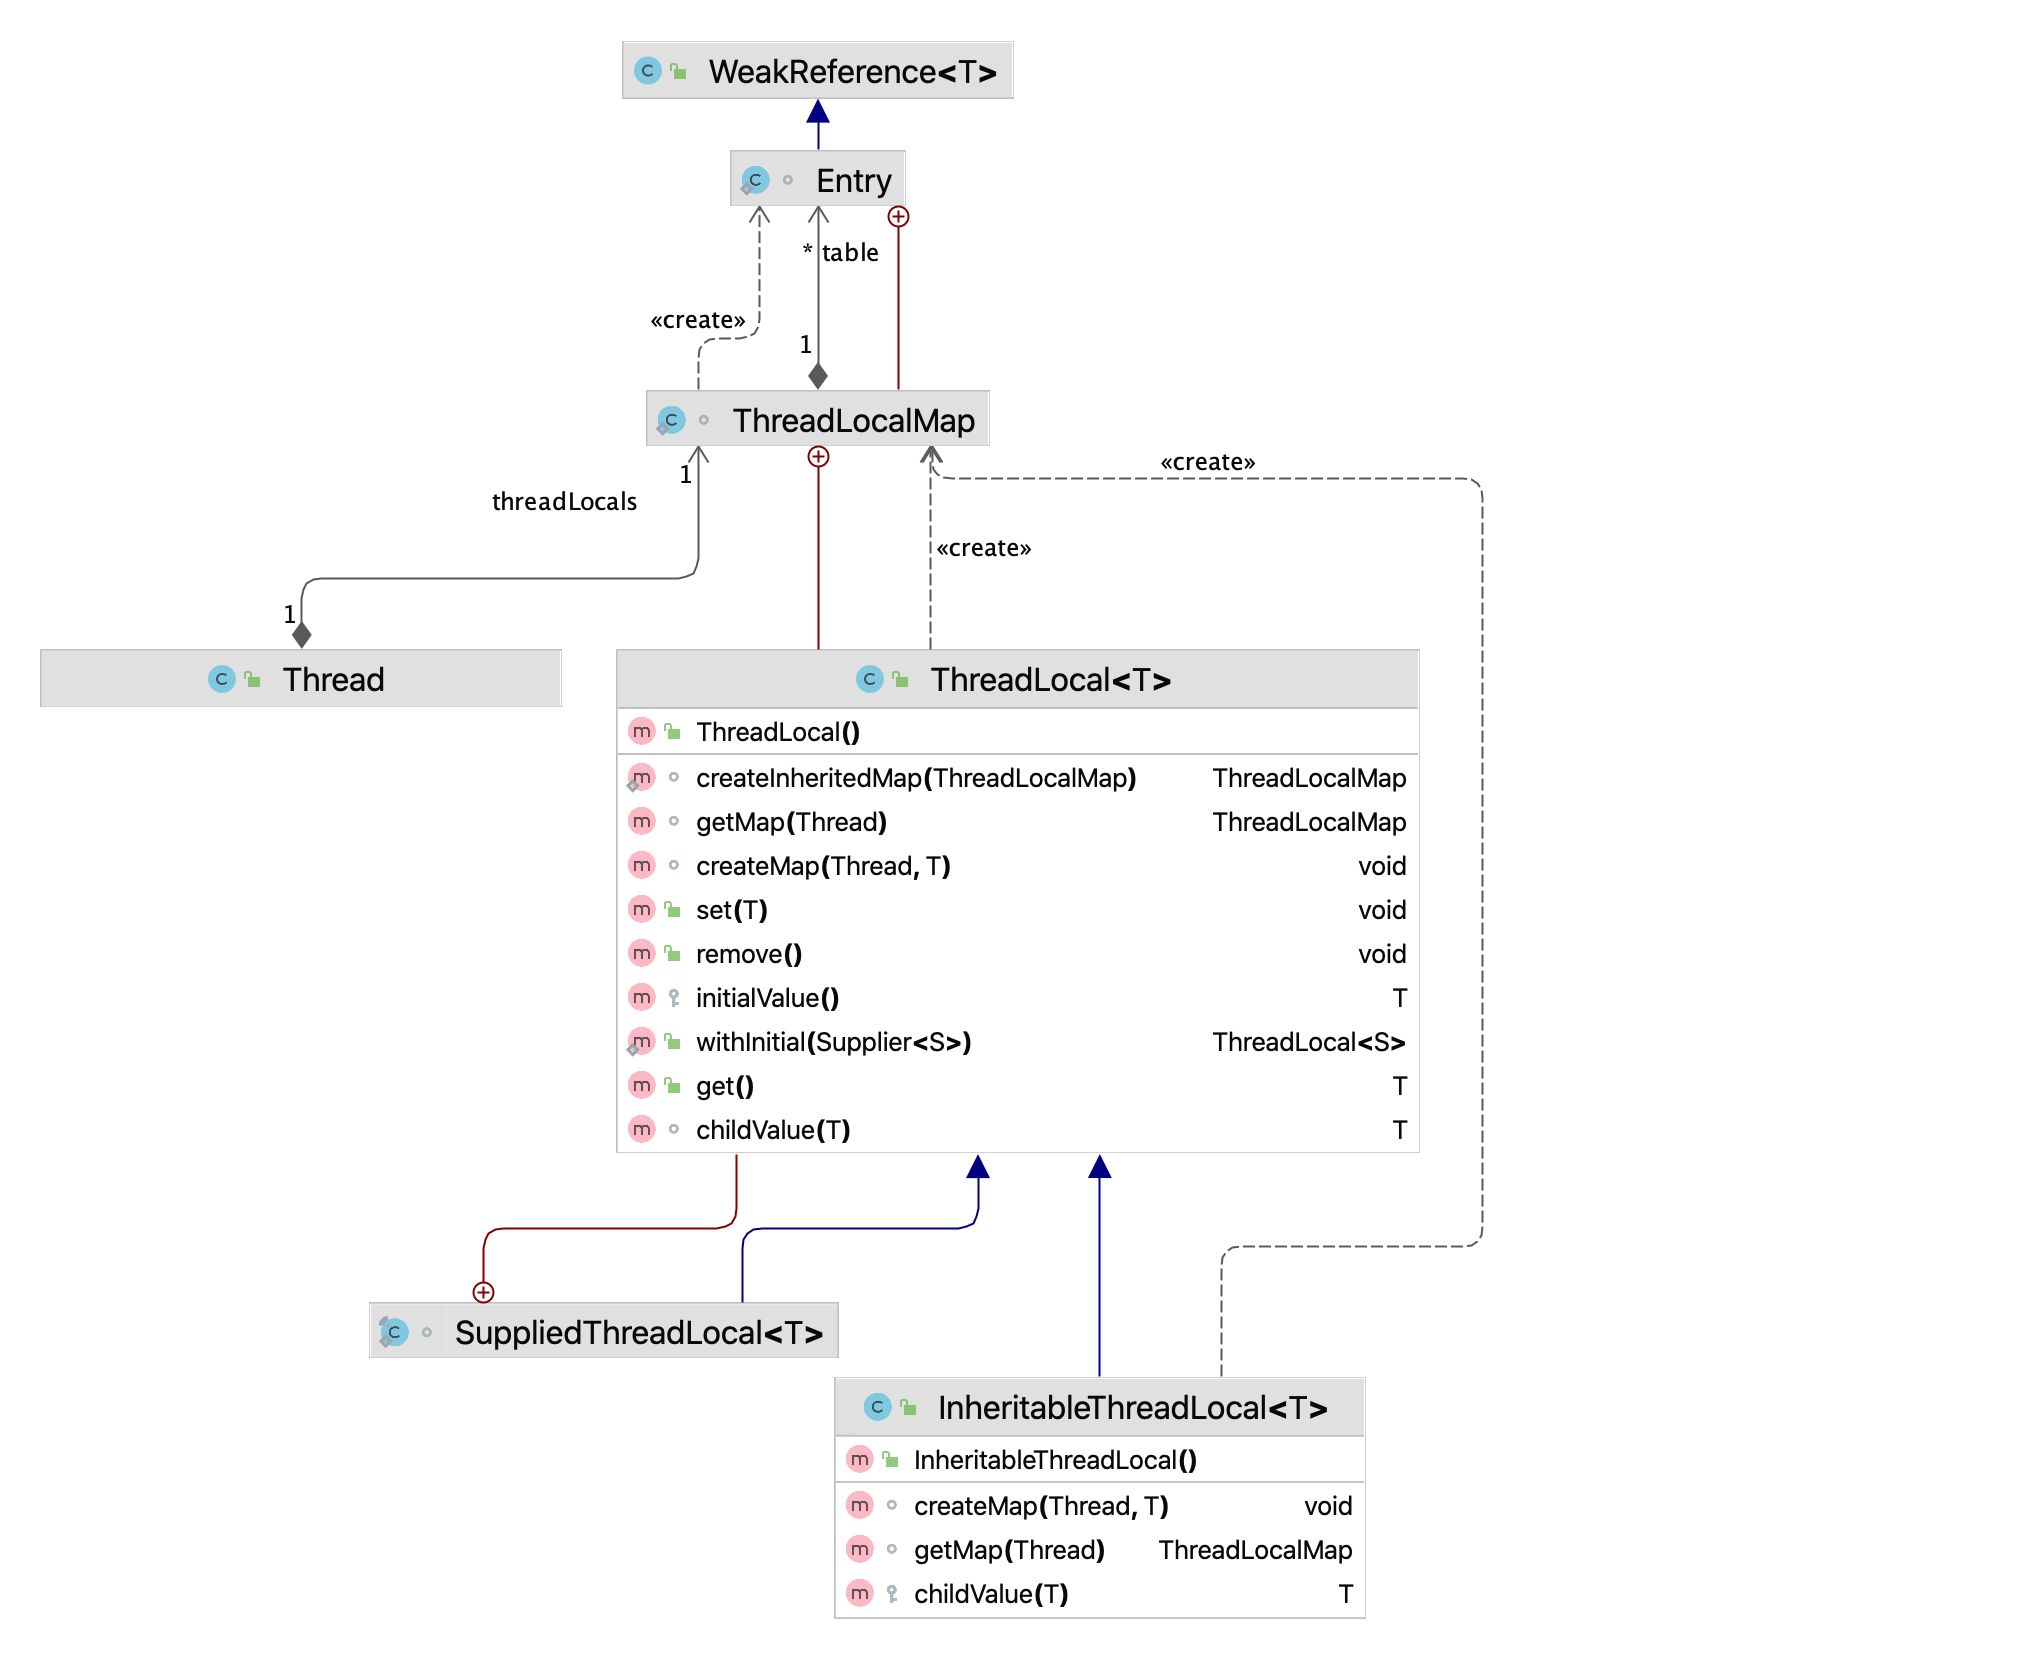 WeakReference<T>
Entry
* table
«create»
1
ThreadLocalMap
1
«create»
threadLocals
«create»
1
Thread
ThreadLocal<T>
ThreadLocal()
createInheritedMap(ThreadLocalMap) ThreadLocalMap
getMap(Thread) ThreadLocalMap
createMap(Thread, T) void
set(T) void
remove() void
initialValue() T
withInitial(Supplier<S>) ThreadLocal<S>
get() T
childValue(T) T
SuppliedThreadLocal<T>
InheritableThreadLocal<T>
InheritableThreadLocal()
createMap(Thread, T) void
getMap(Thread) ThreadLocalMap
childValue(T) T